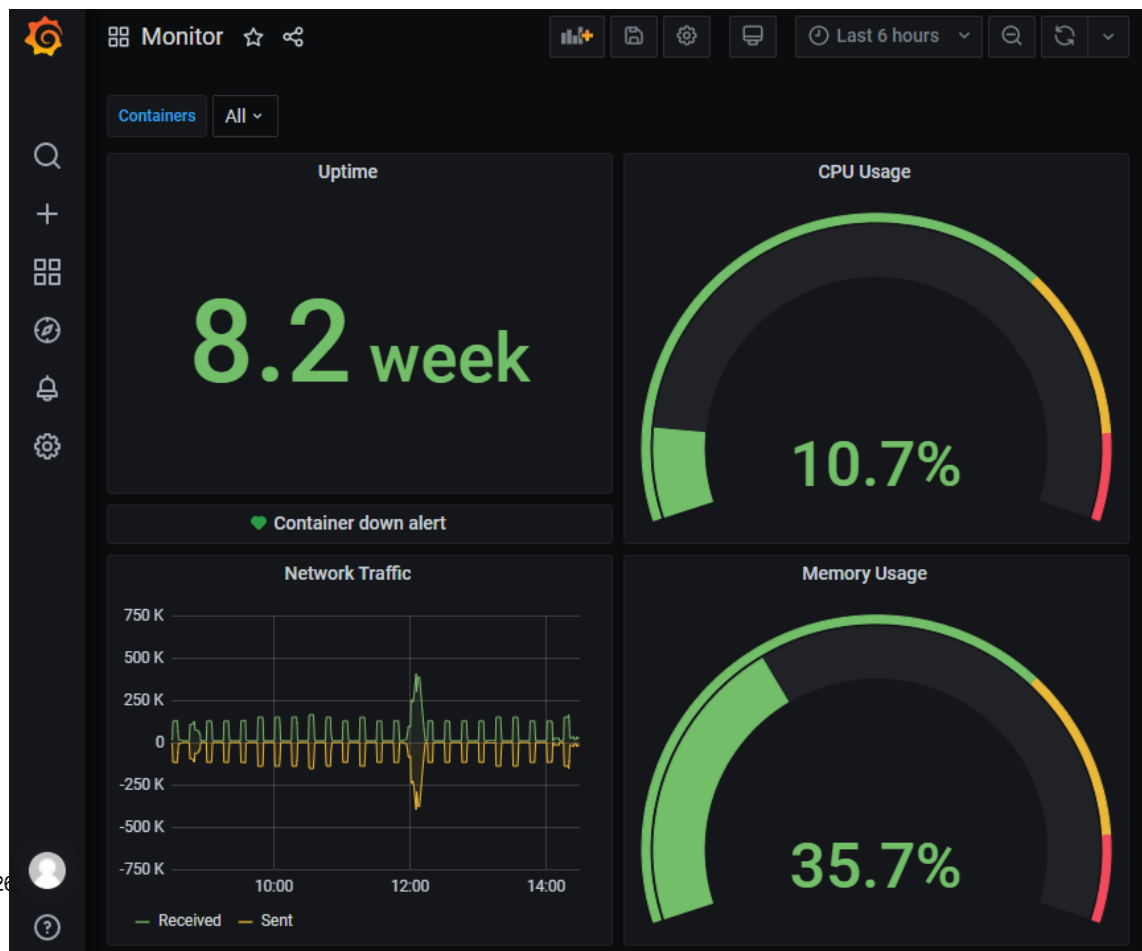 Monitor
Last 6 hours
Containers
All
Uptime
8.2 week
CPU Usage
10.7%
Container down alert
Network Traffic
750 K
500 K
250 K
0
-250 K
-500 K
-750 K
10:00
12:00
14:00
Received
Sent
Memory Usage
35.7%